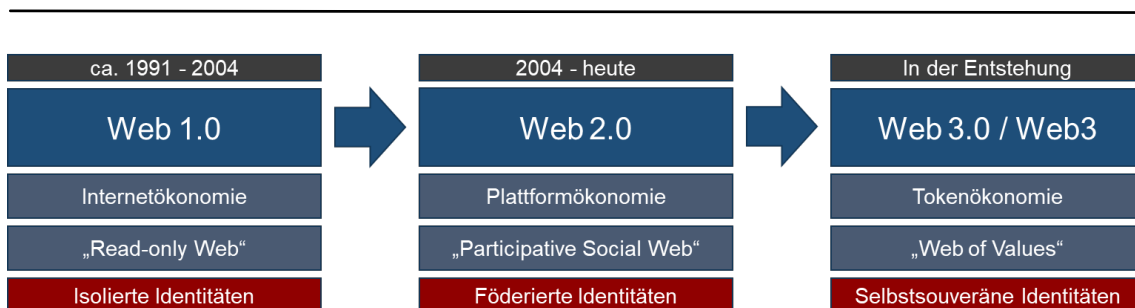 ca. 1991 - 2004
Web 1.0
Internetökonomie
„Read-only Web“
Isolierte Identitäten
2004 - heute
Web 2.0
Plattformökonomie
„Participative Social Web“
Föderierte Identitäten
In der Entstehung
Web 3.0 / Web3
Tokenökonomie
„Web of Values“
Selbstsouveräne Identitäten